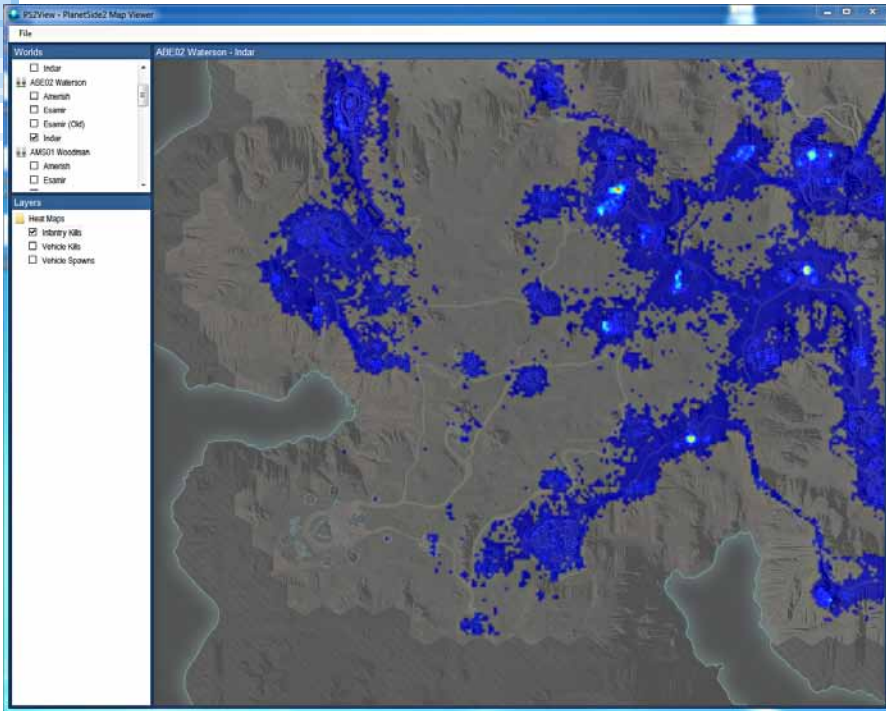 PS2View - PlanetSide2 Map Viewer
File
Worlds
Indar
ABE02 Waterson
Amerish
Esamir
Esamir (Old)
Indar
AMS01 Woodman
Amerish
Esamir
Layers
Heat Maps
Infantry Kills
Vehicle Kills
Vehicle Spawns
ABE02 Waterson - Indar